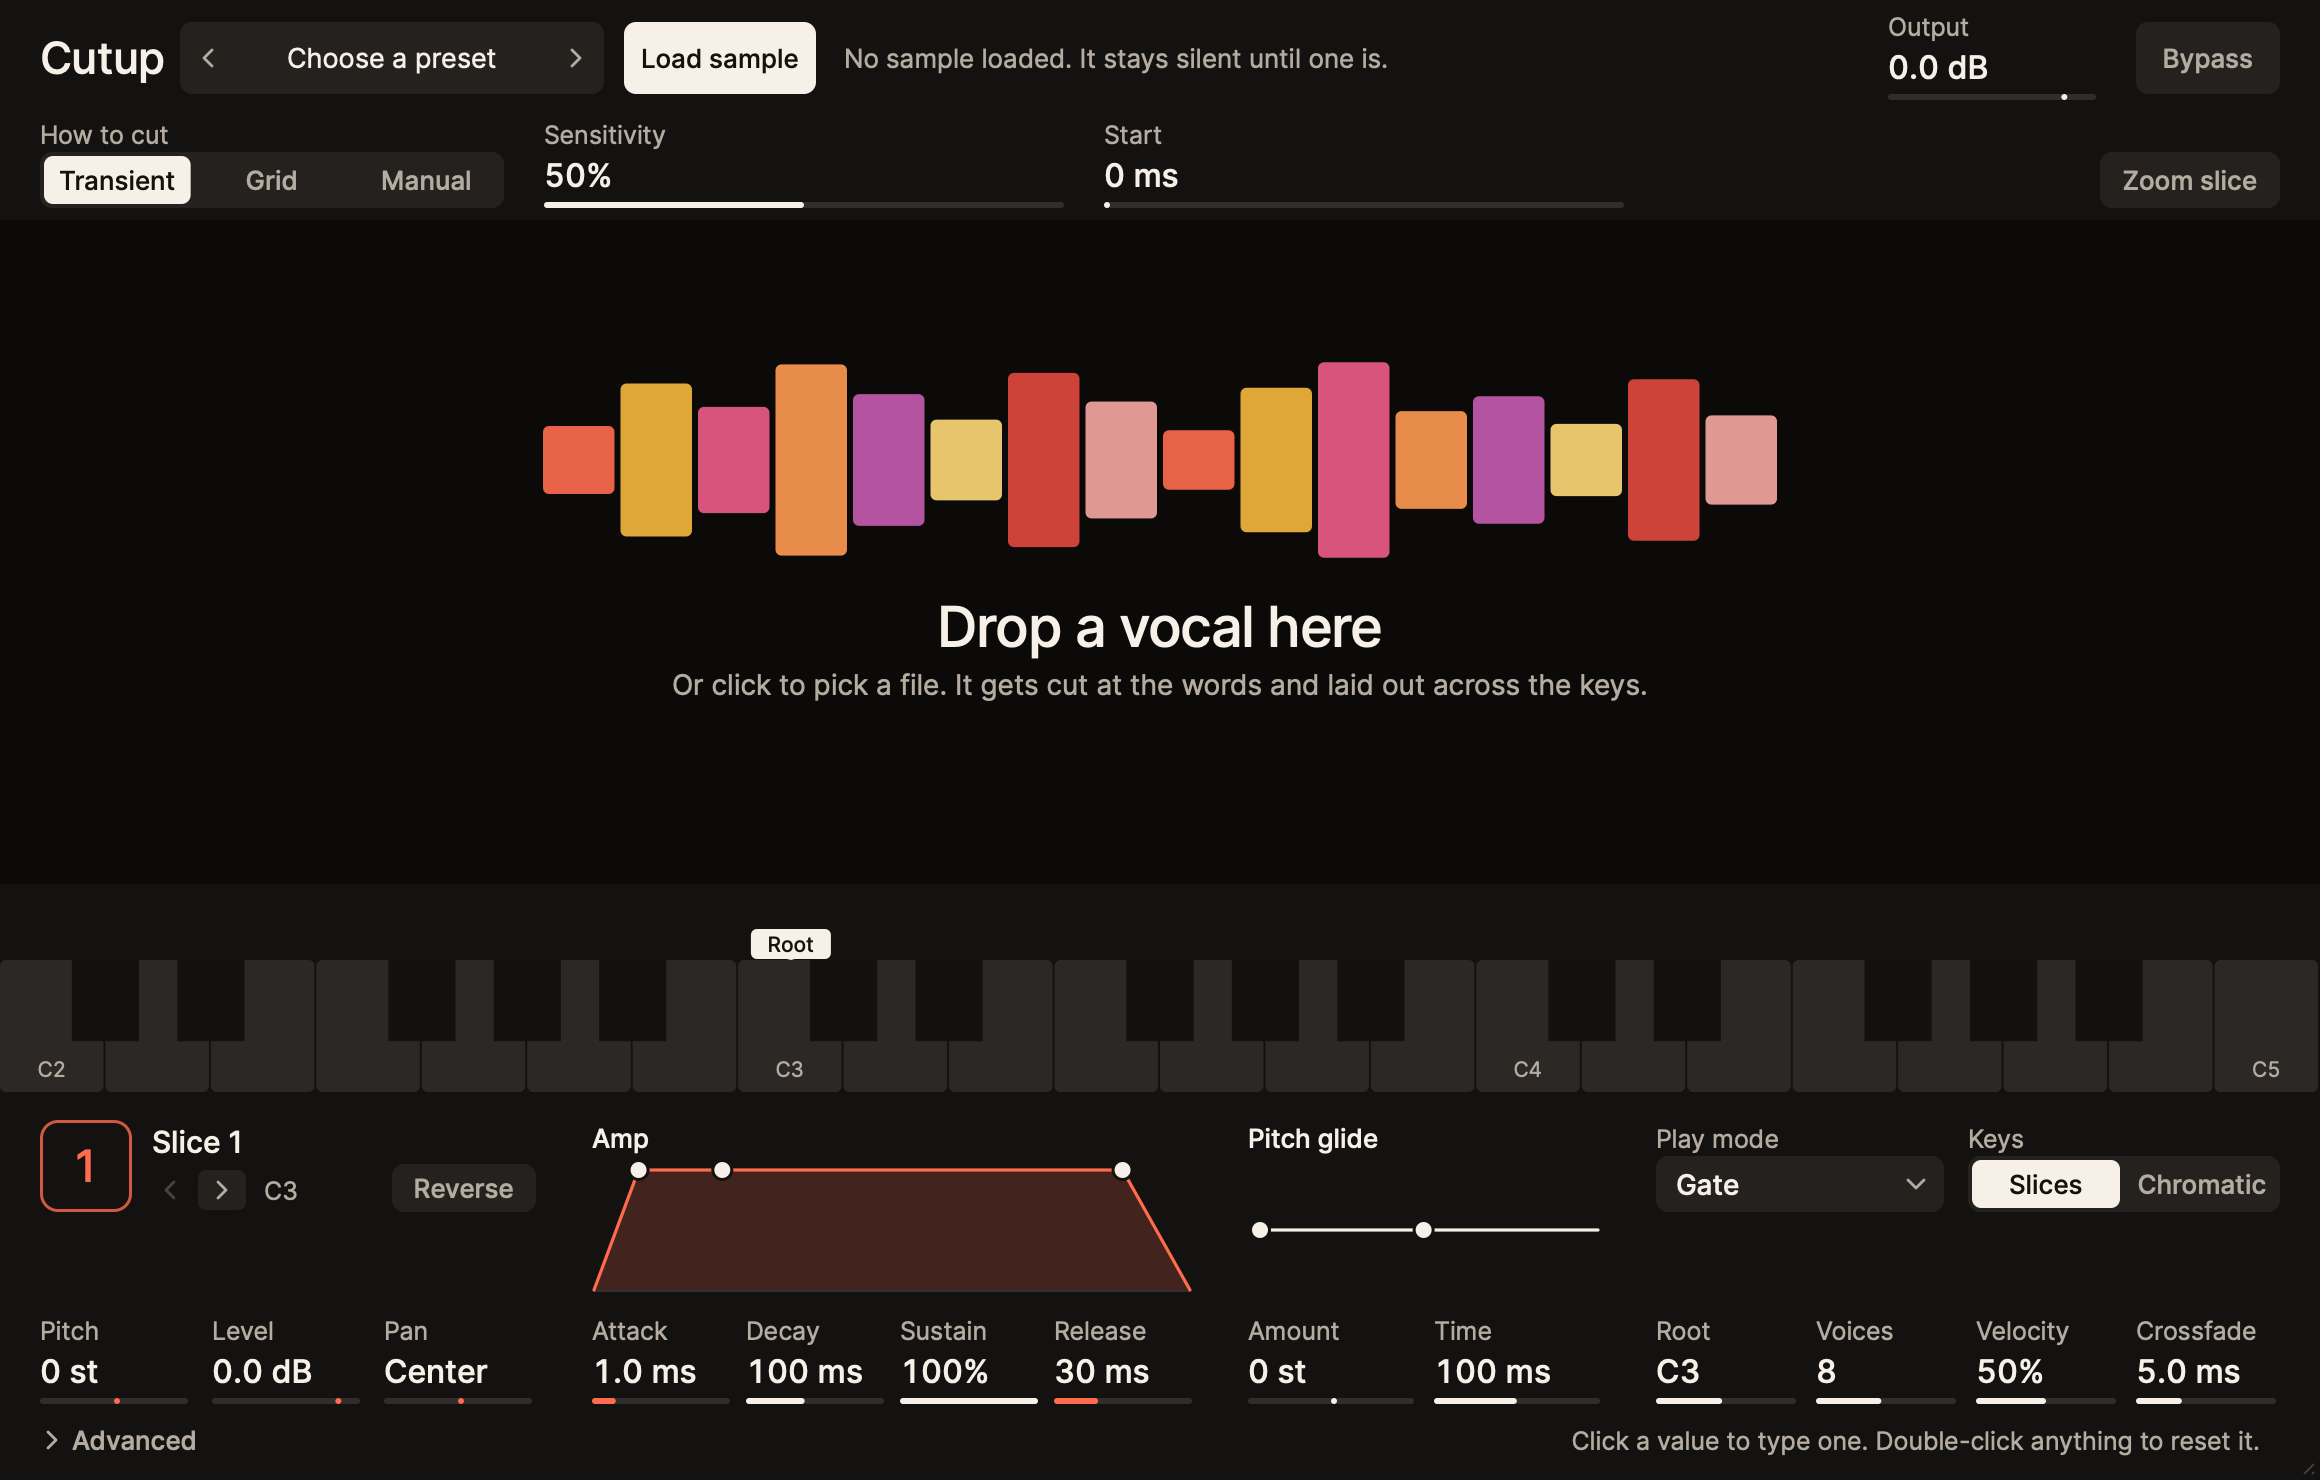 Cutup
Choose a preset
Load sample
No sample loaded. It stays silent until one is.
Output
0.0 dB
Bypass
How to cut
Transient
Grid
Manual
Sensitivity
50%
Start
0 ms
Zoom slice
Drop a vocal here
Or click to pick a file. It gets cut at the words and laid out across the keys.
Root
C2
C3
C4
C5
1
Slice 1
C3
Reverse
Amp
Pitch glide
Play mode
Gate
Keys
Slices
Chromatic
Pitch
0 st
Level
0.0 dB
Pan
Center
Attack
1.0 ms
Decay
100 ms
Sustain
100%
Release
30 ms
Amount
0 st
Time
100 ms
Root
C3
Voices
8
Velocity
50%
Crossfade
5.0 ms
Advanced
Click a value to type one. Double-click anything to reset it.